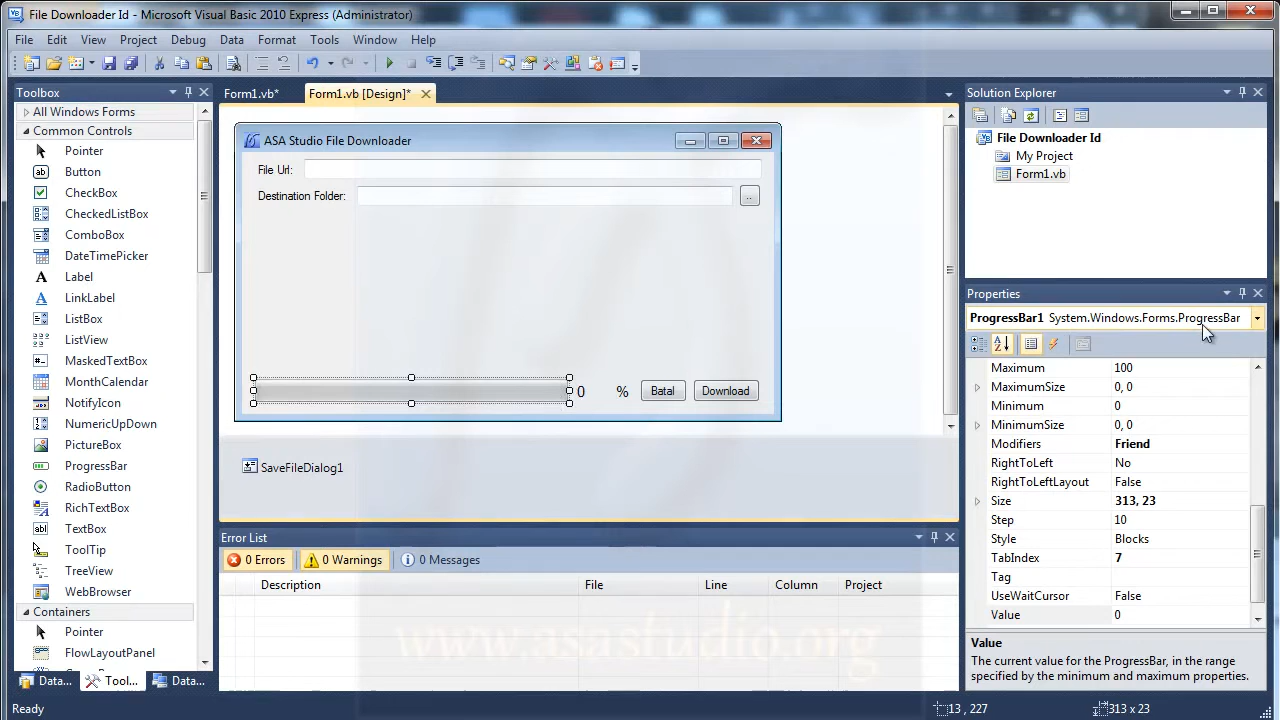 File Downloader Id - Microsoft Visual Basic 2010 Express (Administrator)
File Edit View Project Debug Data Format Tools Window Help
Toolbox
All Windows Forms
Common Controls
Pointer
Button
CheckBox
CheckedListBox
ComboBox
DateTimePicker
Label
LinkLabel
ListBox
ListView
MaskedTextBox
MonthCalendar
NotifyIcon
NumericUpDown
PictureBox
ProgressBar
RadioButton
RichTextBox
TextBox
ToolTip
TreeView
WebBrowser
Containers
Pointer
FlowLayoutPanel
Data... Tool... Data...
Form1.vb* Form1.vb [Design]*
ASA Studio File Downloader
File Url:
Destination Folder: ..
0 % Batal Download
SaveFileDialog1
Error List
0 Errors 0 Warnings 0 Messages
Description File Line Column Project
www.asastudio.org
Solution Explorer
File Downloader Id
My Project
Form1.vb
Properties
ProgressBar1 System.Windows.Forms.ProgressBar
Maximum 100
MaximumSize 0, 0
Minimum 0
MinimumSize 0, 0
Modifiers Friend
RightToLeft No
RightToLeftLayout False
Size 313, 23
Step 10
Style Blocks
TabIndex 7
Tag
UseWaitCursor False
Value 0
Value
The current value for the ProgressBar, in the range
specified by the minimum and maximum properties.
Ready 13 , 227 313 x 23